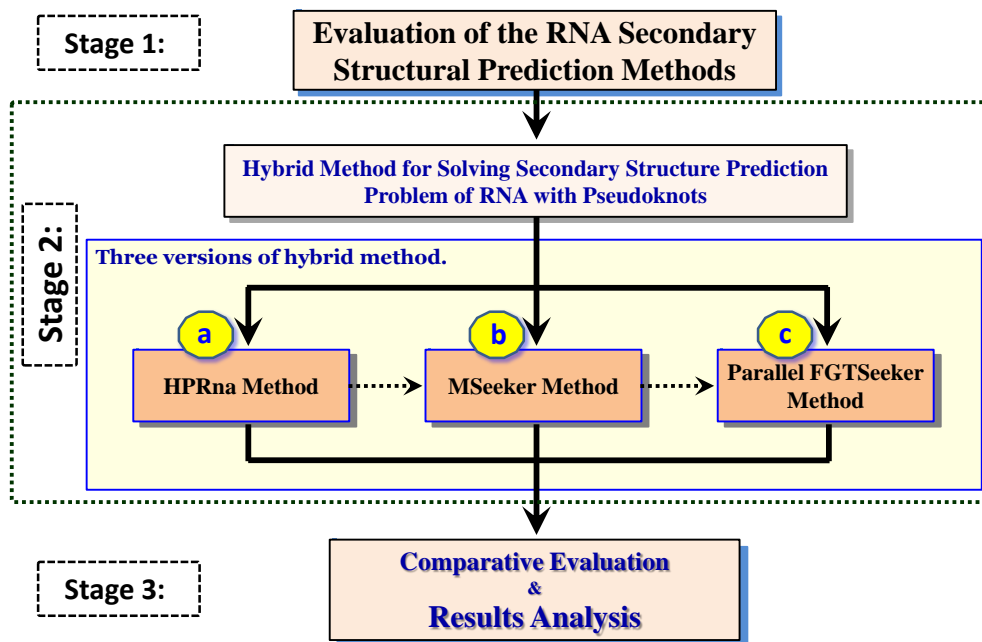 Stage 1:
Evaluation of the RNA Secondary
Structural Prediction Methods
Stage 2:
Hybrid Method for Solving Secondary Structure Prediction
Problem of RNA with Pseudoknots
Three versions of hybrid method.
a
HPRna Method
b
MSeeker Method
c
Parallel FGTSeeker
Method
Stage 3:
Comparative Evaluation
&
Results Analysis